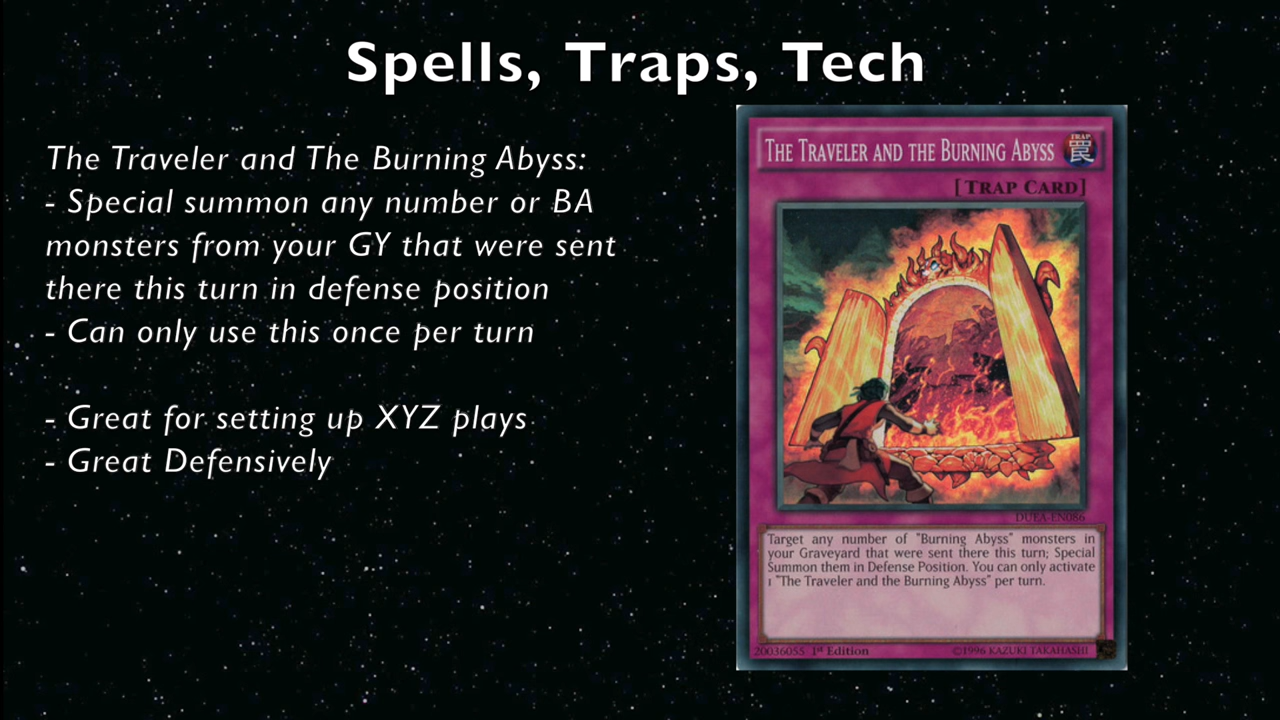 Spells, Traps, Tech
The Traveler and The Burning Abyss:
- Special summon any number or BA
monsters from your GY that were sent
there this turn in defense position
- Can only use this once per turn
- Great for setting up XYZ plays
- Great Defensively
The Traveler and the Burning Abyss
TRAP
罠
[Trap Card]
DUEA-EN086
Target any number of "Burning Abyss" monsters in
your Graveyard that were sent there this turn; Special
Summon them in Defense Position. You can only activate
1 "The Traveler and the Burning Abyss" per turn.
20036055 1st Edition
©1996 KAZUKI TAKAHASHI